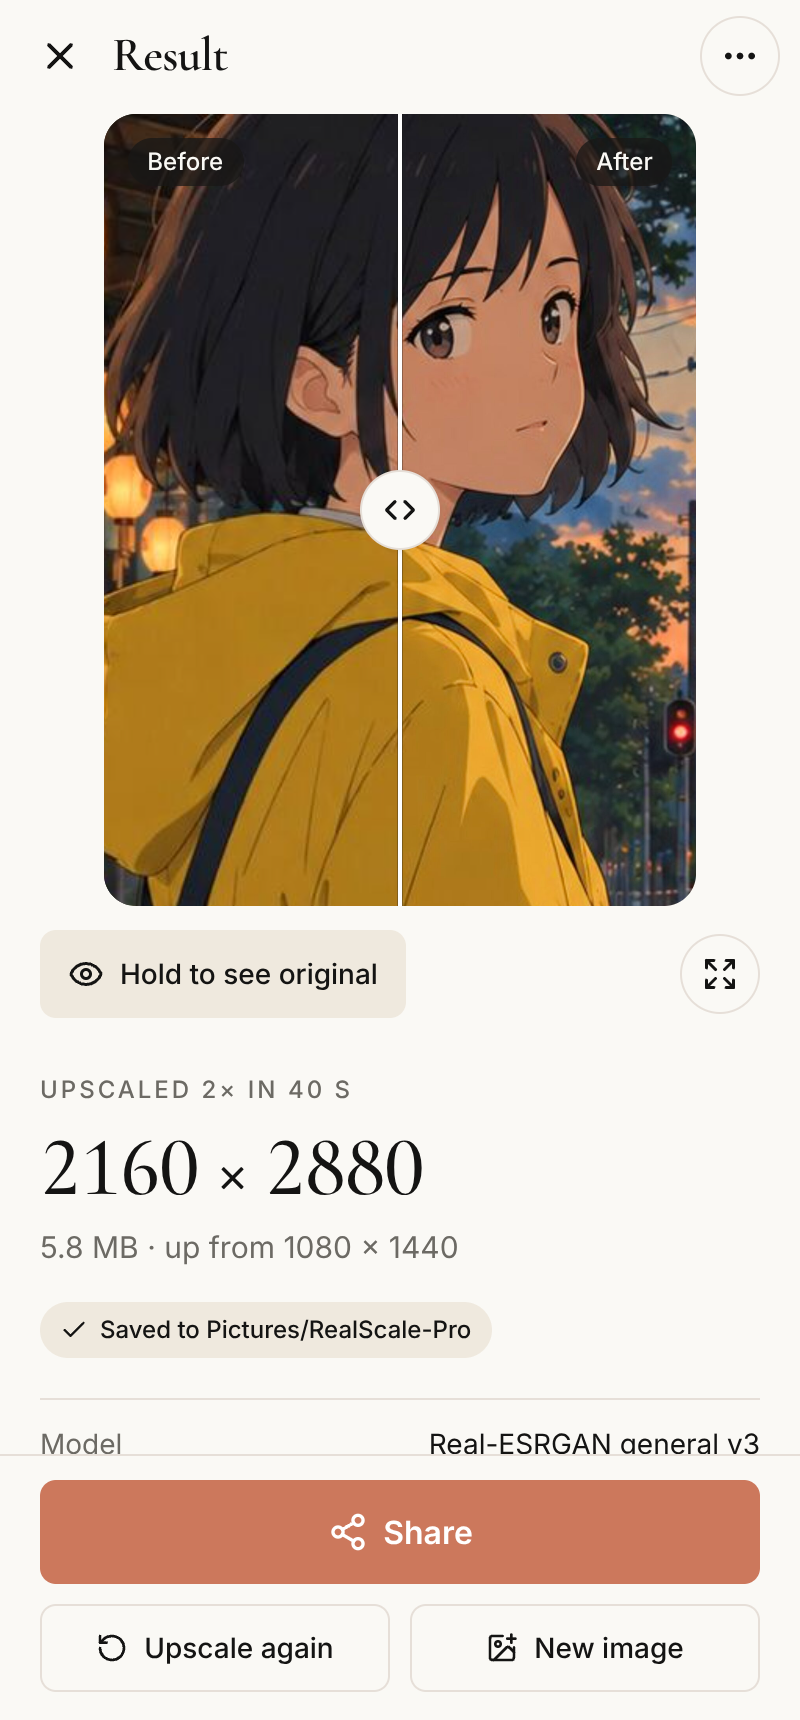 Result
Before
After
Hold to see original
UPSCALED 2× IN 40 S
2160 × 2880
5.8 MB · up from 1080 × 1440
Saved to Pictures/RealScale-Pro
Model Real-ESRGAN general v3
Share
Upscale again
New image